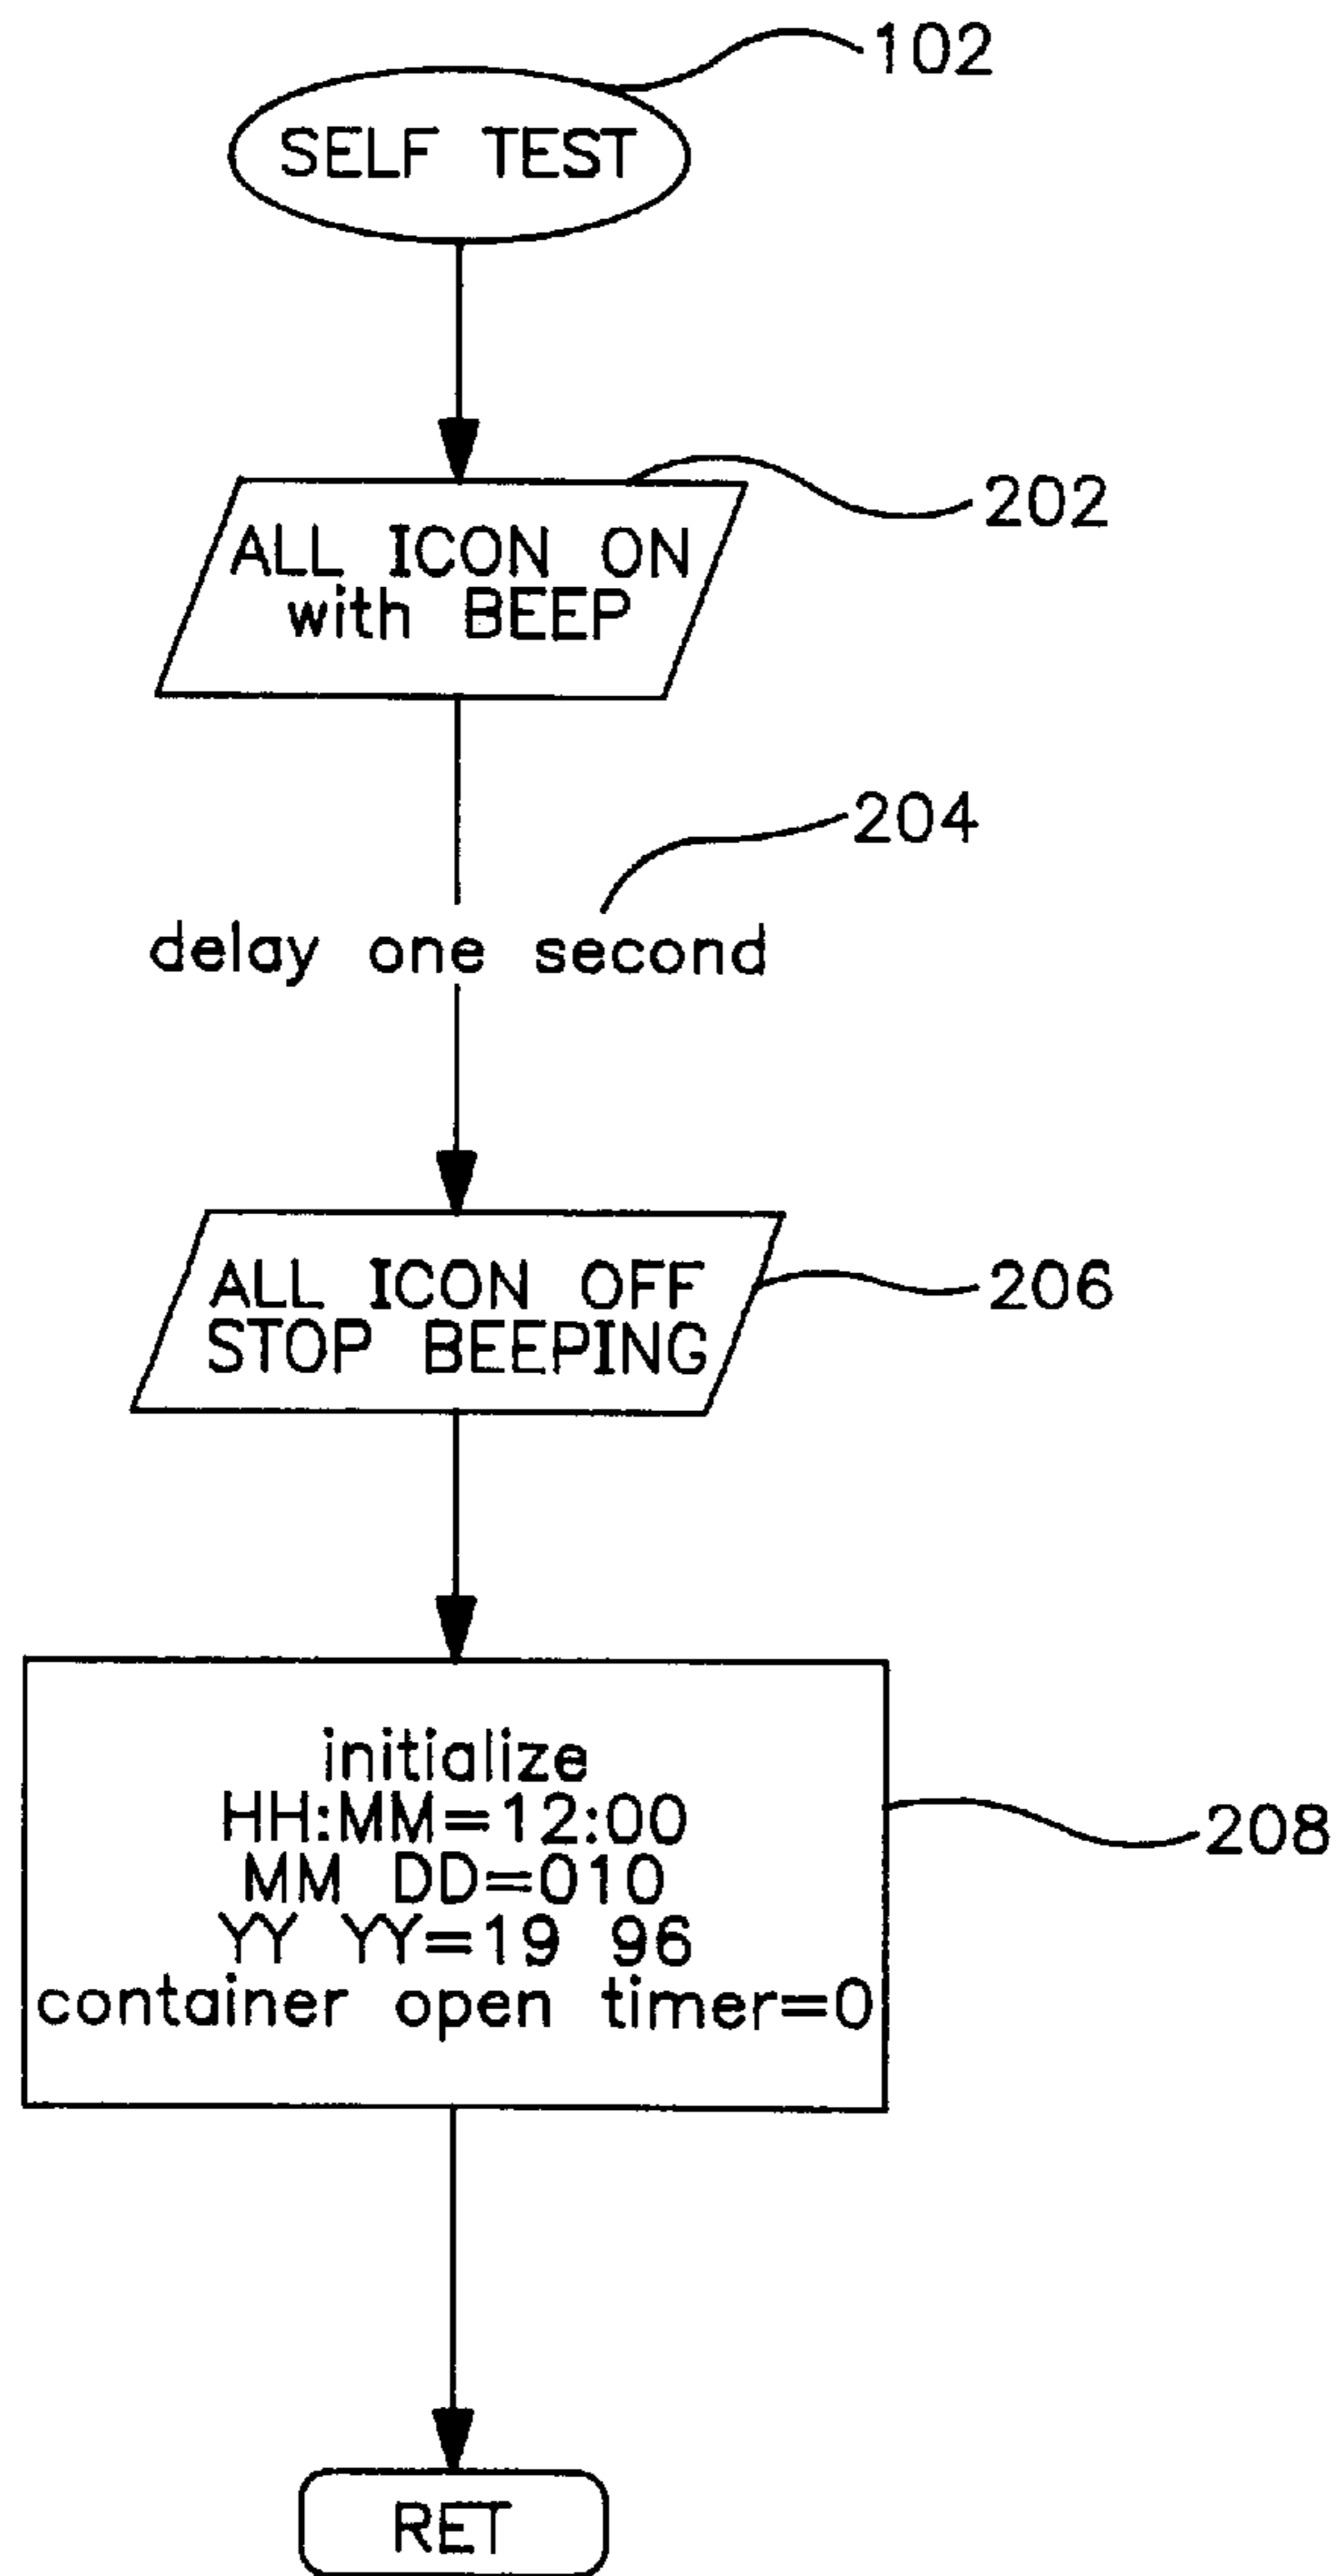 102
SELF TEST
202
ALL ICON ON
with BEEP
204
delay one second
ALL ICON OFF
206
STOP BEEPING
initialize
HH:MM=12:00
208
MM DD=010
YY YY=19 96
container open timer=0
RET